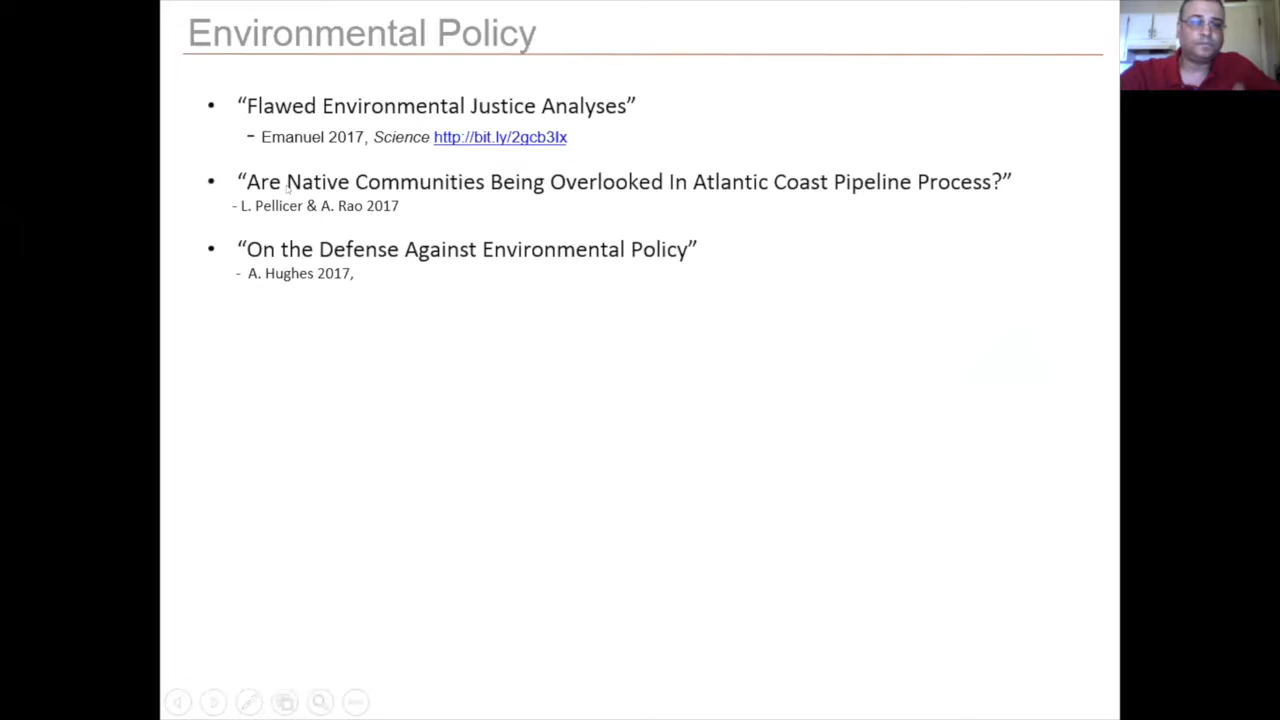 Environmental Policy
• “Flawed Environmental Justice Analyses”
– Emanuel 2017, Science http://bit.ly/2gcb3Ix
• “Are Native Communities Being Overlooked In Atlantic Coast Pipeline Process?”
- L. Pellicer & A. Rao 2017
• “On the Defense Against Environmental Policy”
- A. Hughes 2017,